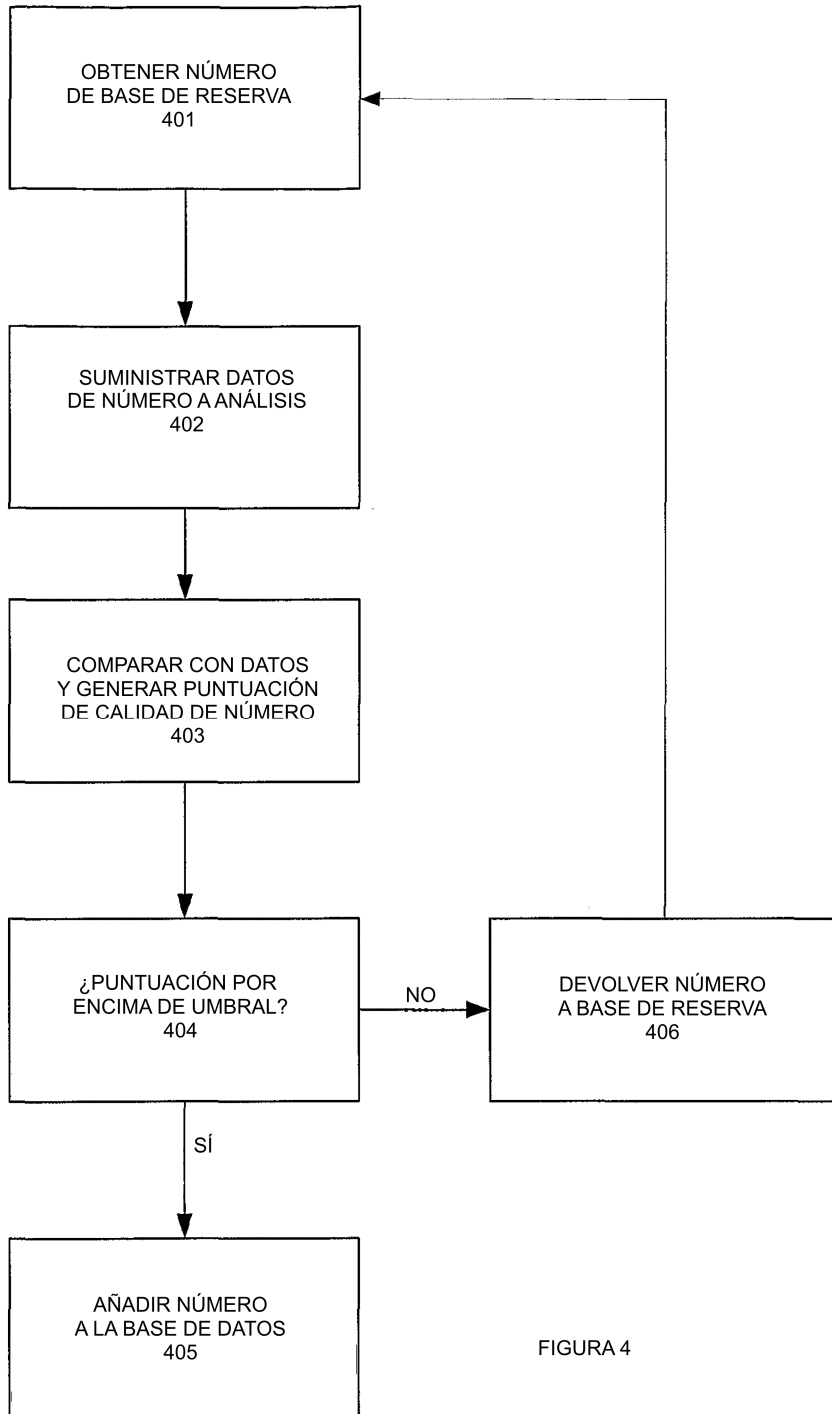 OBTENER NÚMERO
DE BASE DE RESERVA
401
SUMINISTRAR DATOS
DE NÚMERO A ANÁLISIS
402
COMPARAR CON DATOS
Y GENERAR PUNTUACIÓN
DE CALIDAD DE NÚMERO
403
¿PUNTUACIÓN POR
ENCIMA DE UMBRAL?
404
NO
DEVOLVER NÚMERO
A BASE DE RESERVA
406
SÍ
AÑADIR NÚMERO
A LA BASE DE DATOS
405
FIGURA 4